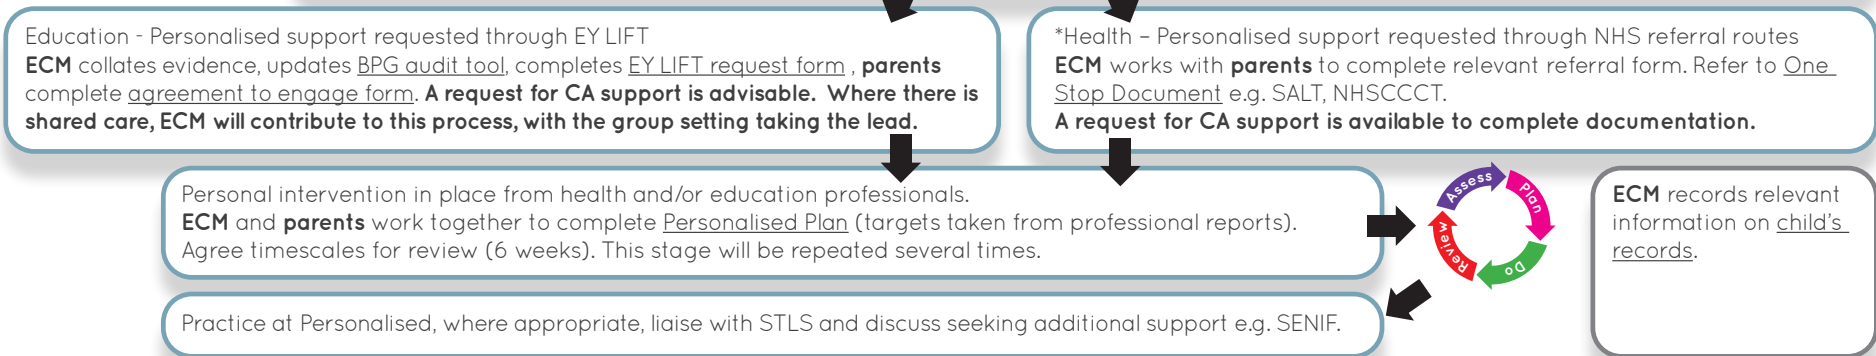 Education - Personalised support requested through EY LIFT
ECM collates evidence, updates BPG audit tool, completes EY LIFT request form , parents
complete agreement to engage form. A request for CA support is advisable. Where there is
shared care, ECM will contribute to this process, with the group setting taking the lead.
*Health – Personalised support requested through NHS referral routes
ECM works with parents to complete relevant referral form. Refer to One
Stop Document e.g. SALT, NHSCCCT.
A request for CA support is available to complete documentation.
Personal intervention in place from health and/or education professionals.
ECM and parents work together to complete Personalised Plan (targets taken from professional reports).
Agree timescales for review (6 weeks). This stage will be repeated several times.
Assess
Plan
Do
Review
ECM records relevant
information on child's
records.
Practice at Personalised, where appropriate, liaise with STLS and discuss seeking additional support e.g. SENIF.